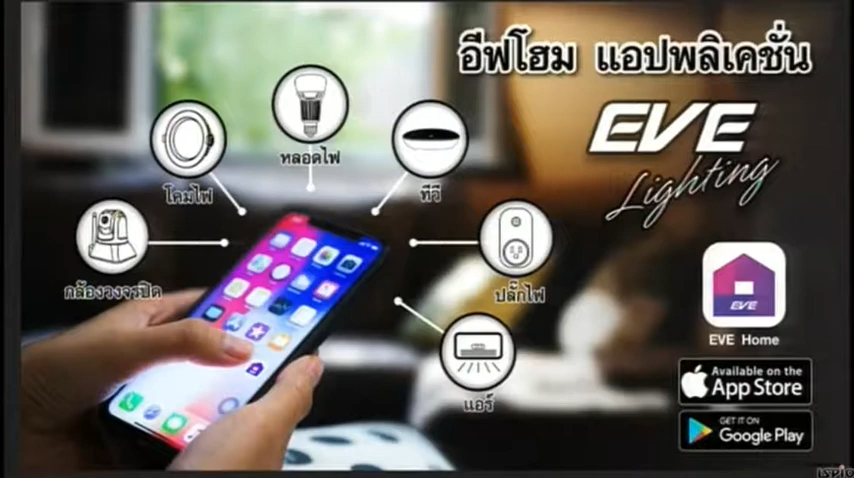 อีฟโฮม แอปพลิเคชั่น
EVE
Lighting
หลอดไฟ
โคมไฟ
ทีวี
กล้องวงจรปิด
ปลั๊กไฟ
แอร์
EVE
EVE Home
Available on the
App Store
GET IT ON
Google Play